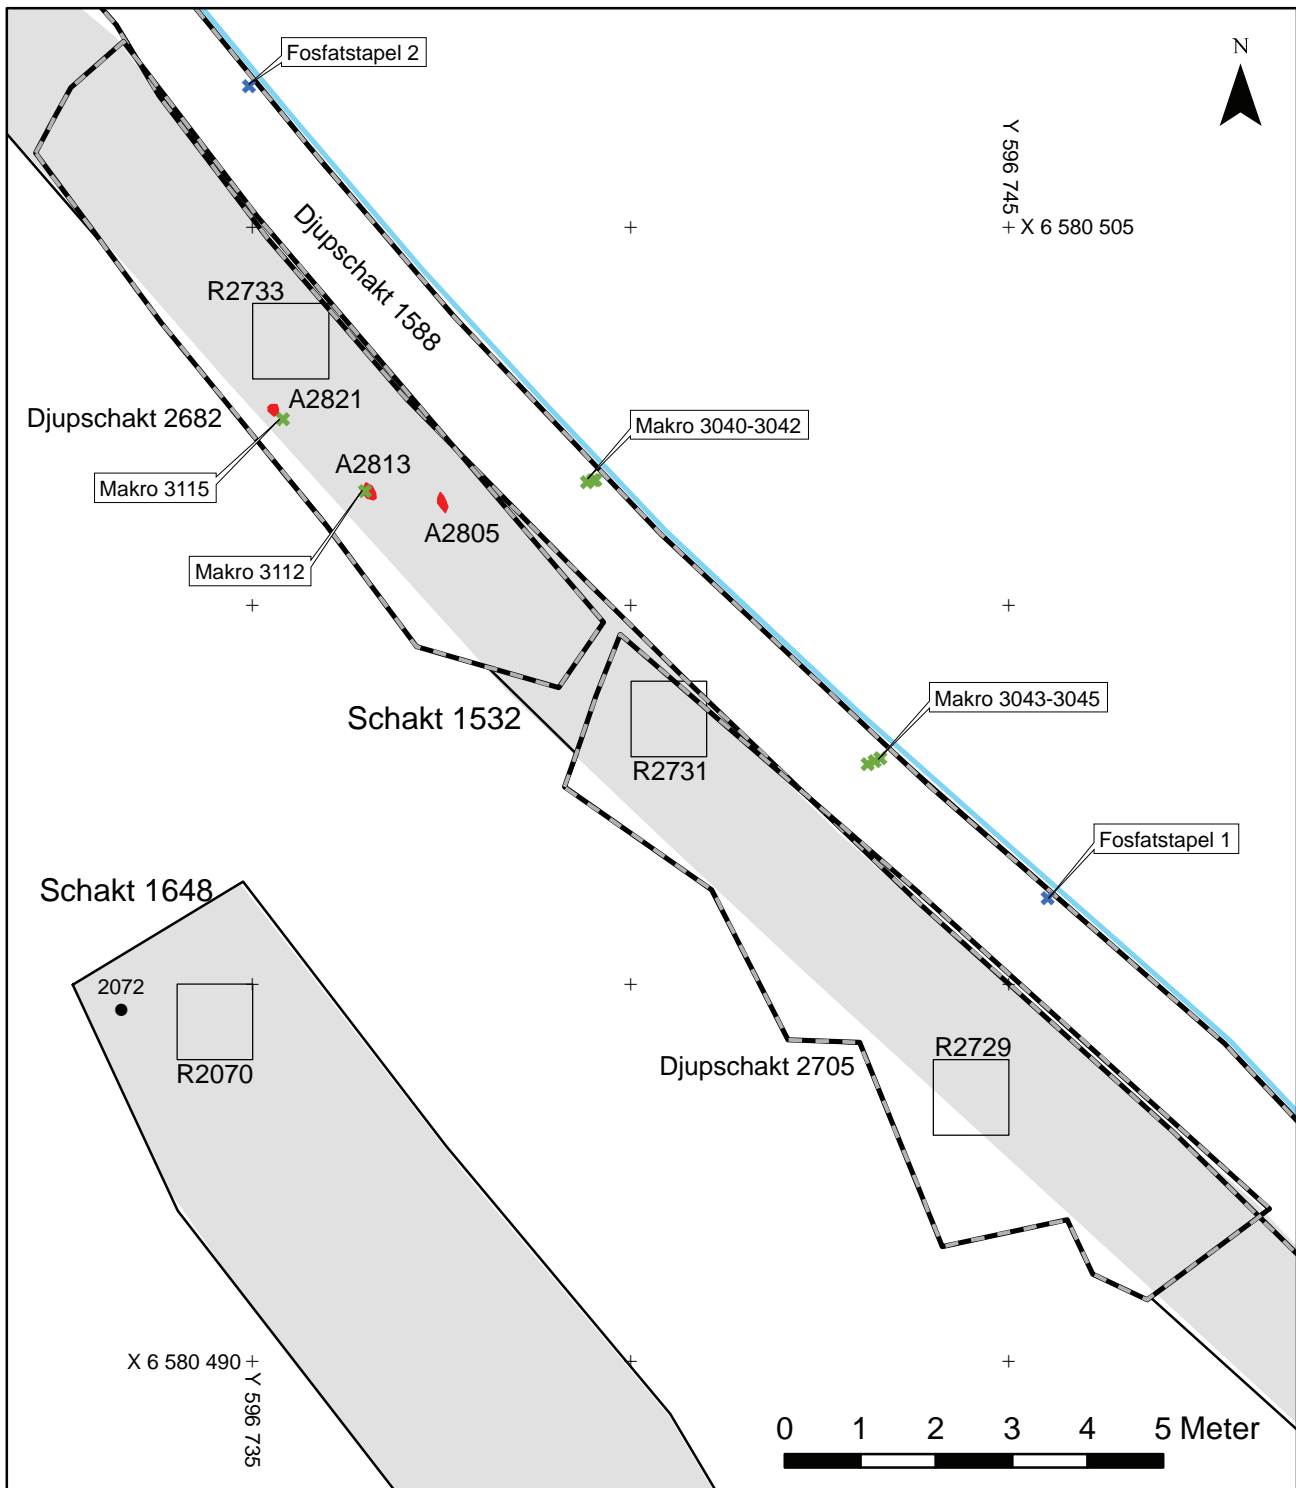 Fosfatstapel 2
N
Y 596 745
X 6 580 505
Djupschakt 1588
R2733
A2821
Djupschakt 2682
Makro 3040-3042
A2813
Makro 3115
A2805
Makro 3112
Makro 3043-3045
Schakt 1532
R2731
Fosfatstapel 1
Schakt 1648
2072
R2729
Djupschakt 2705
R2070
X 6 580 490
Y 596 735
0 1 2 3 4 5 Meter